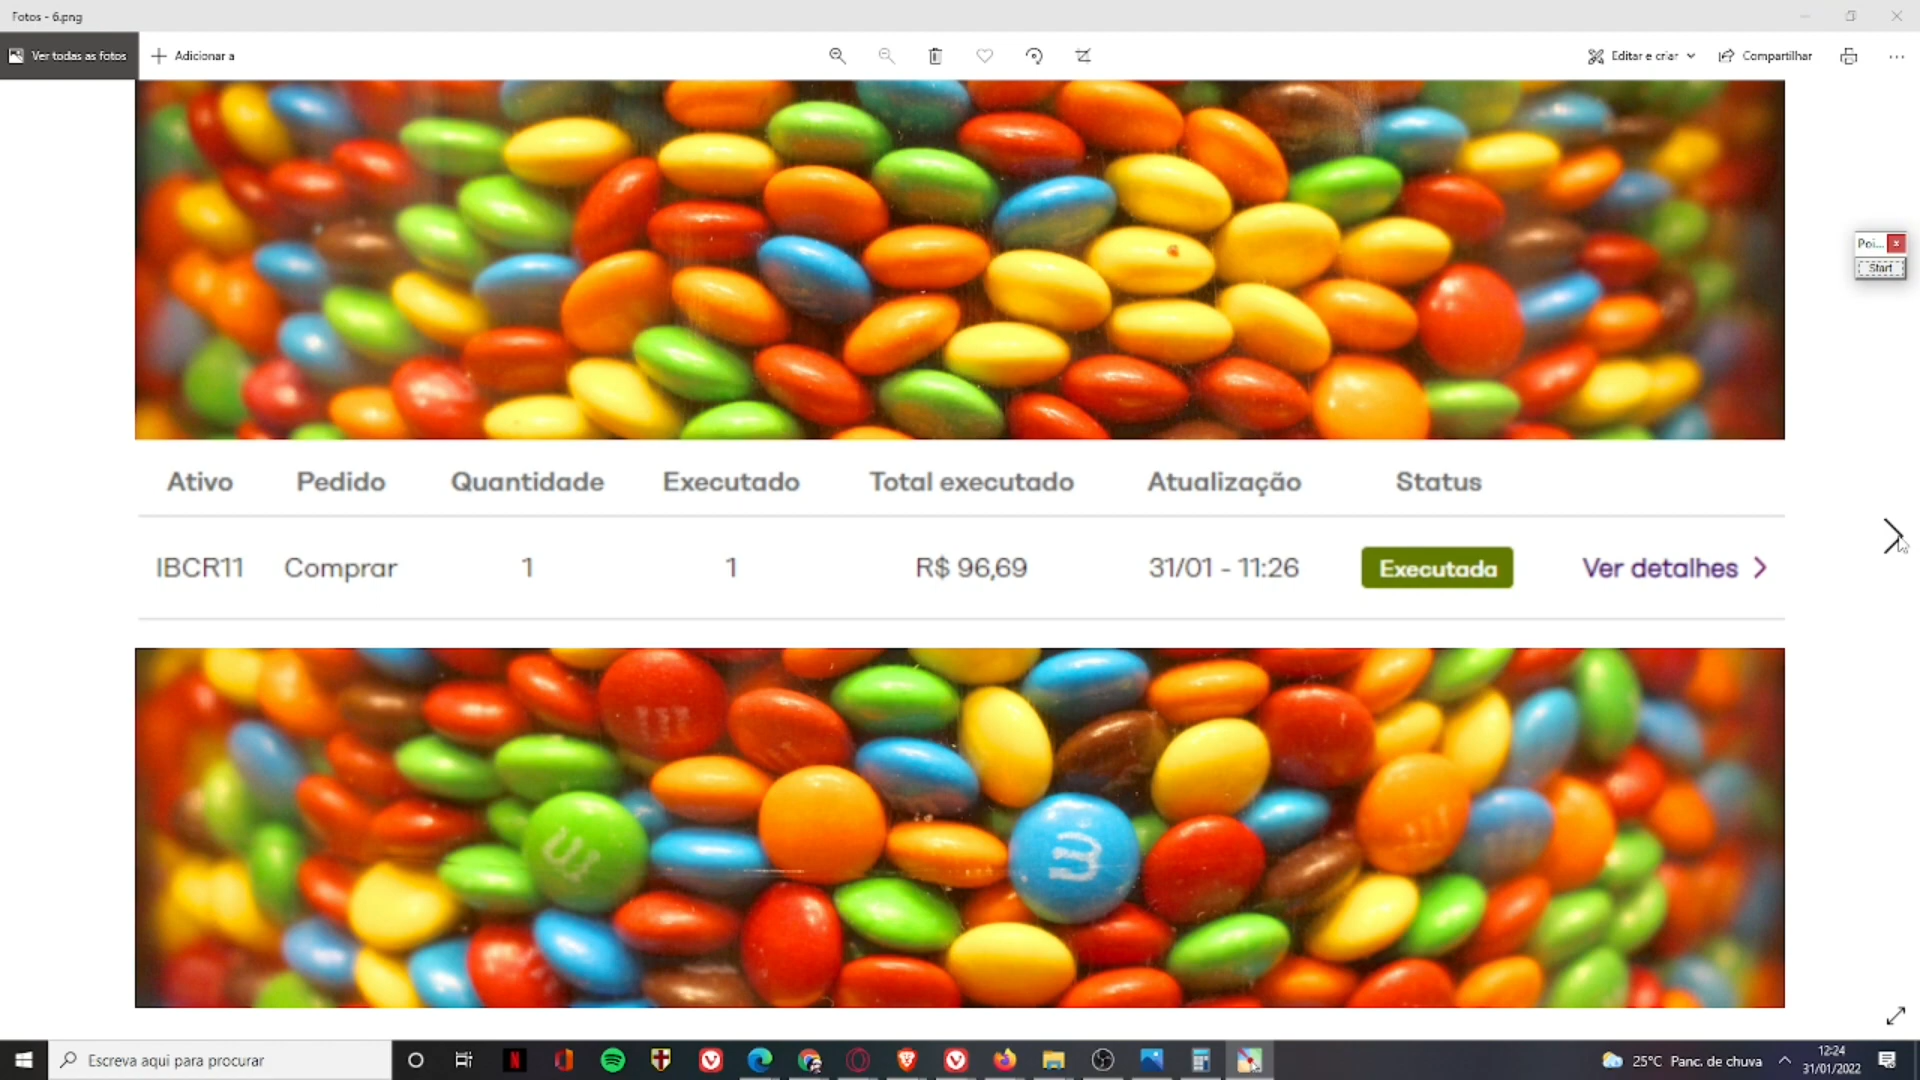 Fotos - 6.png
Ver todas as fotos
Adicionar a
Editar e criar
Compartilhar
Poi...
Start
Ativo Pedido Quantidade Executado Total executado Atualização Status
IBCR11 Comprar 1 1 R$ 96,69 31/01 - 11:26 Executada Ver detalhes
m
m
m
Escreva aqui para procurar
25°C Panc. de chuva
12:24
31/01/2022